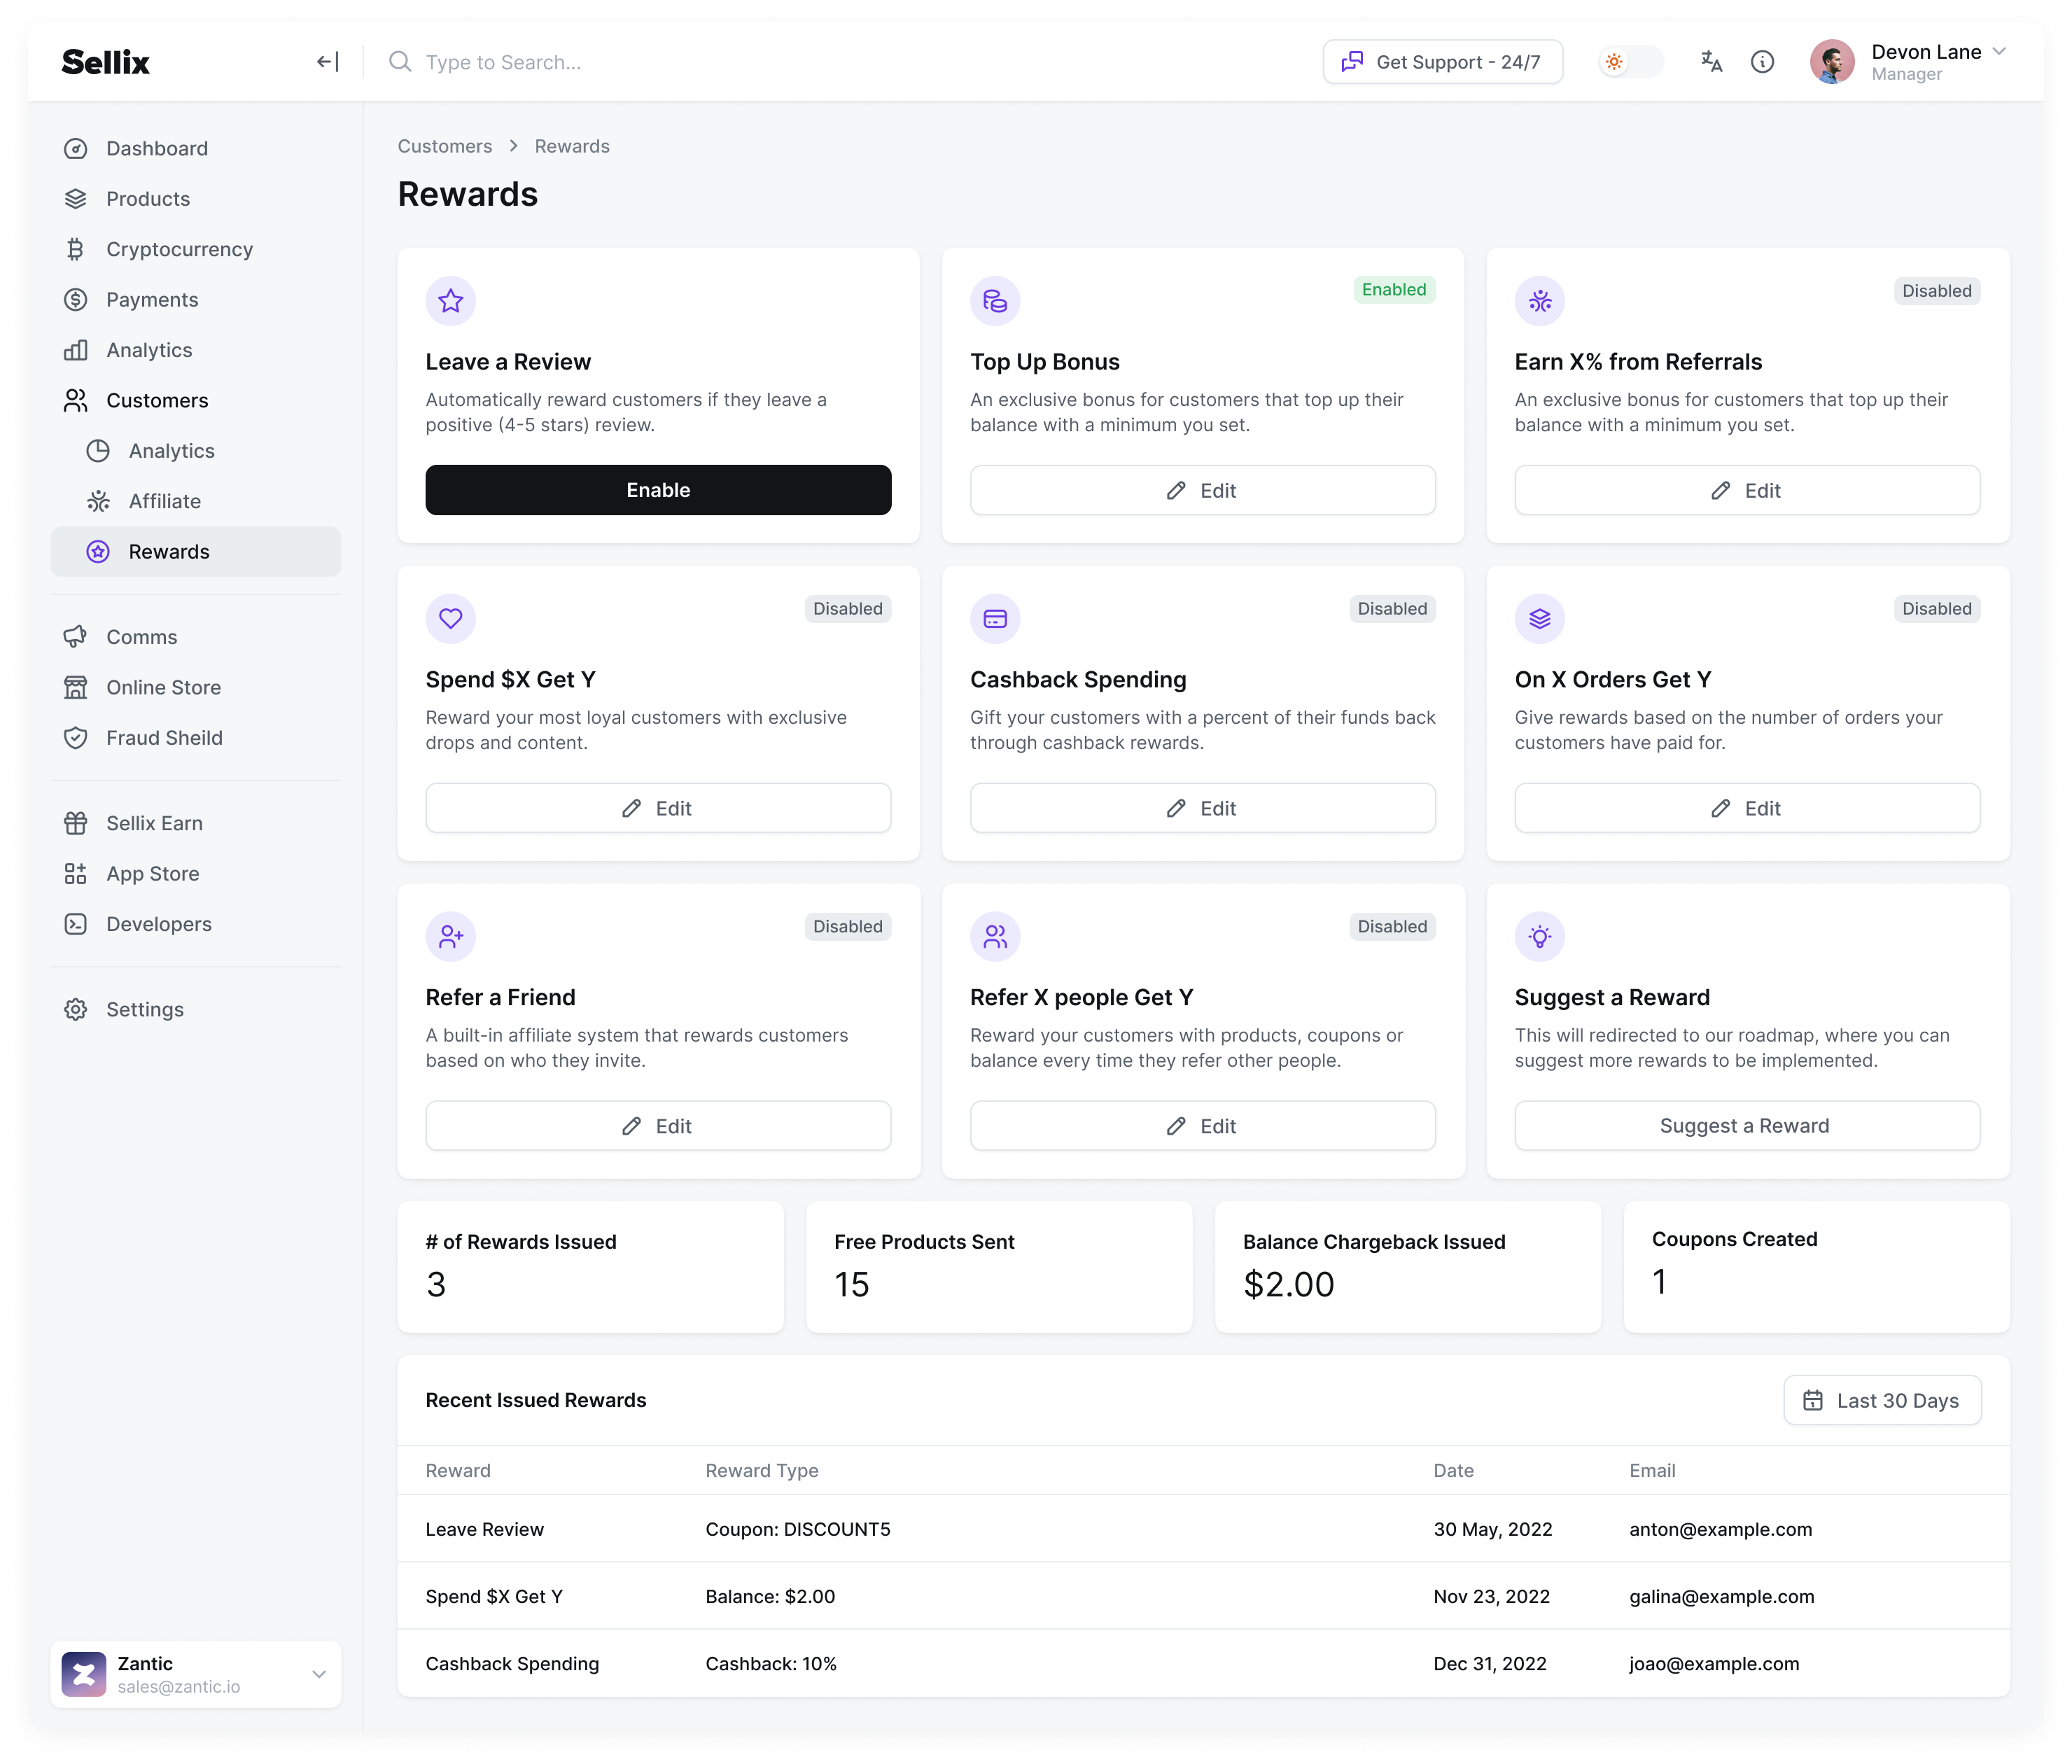 Sellix
Type to Search...
Get Support - 24/7
Devon Lane
Manager
Dashboard
Products
Cryptocurrency
Payments
Analytics
Customers
Analytics
Affiliate
Rewards
Comms
Online Store
Fraud Sheild
Sellix Earn
App Store
Developers
Settings
Zantic
sales@zantic.io
Customers > Rewards
Rewards
Leave a Review
Automatically reward customers if they leave a
positive (4-5 stars) review.
Enable
Enabled
Top Up Bonus
An exclusive bonus for customers that top up their
balance with a minimum you set.
Edit
Disabled
Earn X% from Referrals
An exclusive bonus for customers that top up their
balance with a minimum you set.
Edit
Disabled
Spend $X Get Y
Reward your most loyal customers with exclusive
drops and content.
Edit
Disabled
Cashback Spending
Gift your customers with a percent of their funds back
through cashback rewards.
Edit
Disabled
On X Orders Get Y
Give rewards based on the number of orders your
customers have paid for.
Edit
Disabled
Refer a Friend
A built-in affiliate system that rewards customers
based on who they invite.
Edit
Disabled
Refer X people Get Y
Reward your customers with products, coupons or
balance every time they refer other people.
Edit
Suggest a Reward
This will redirected to our roadmap, where you can
suggest more rewards to be implemented.
Suggest a Reward
# of Rewards Issued
3
Free Products Sent
15
Balance Chargeback Issued
$2.00
Coupons Created
1
Recent Issued Rewards
Last 30 Days
Reward Reward Type Date Email
Leave Review Coupon: DISCOUNT5 30 May, 2022 anton@example.com
Spend $X Get Y Balance: $2.00 Nov 23, 2022 galina@example.com
Cashback Spending Cashback: 10% Dec 31, 2022 joao@example.com